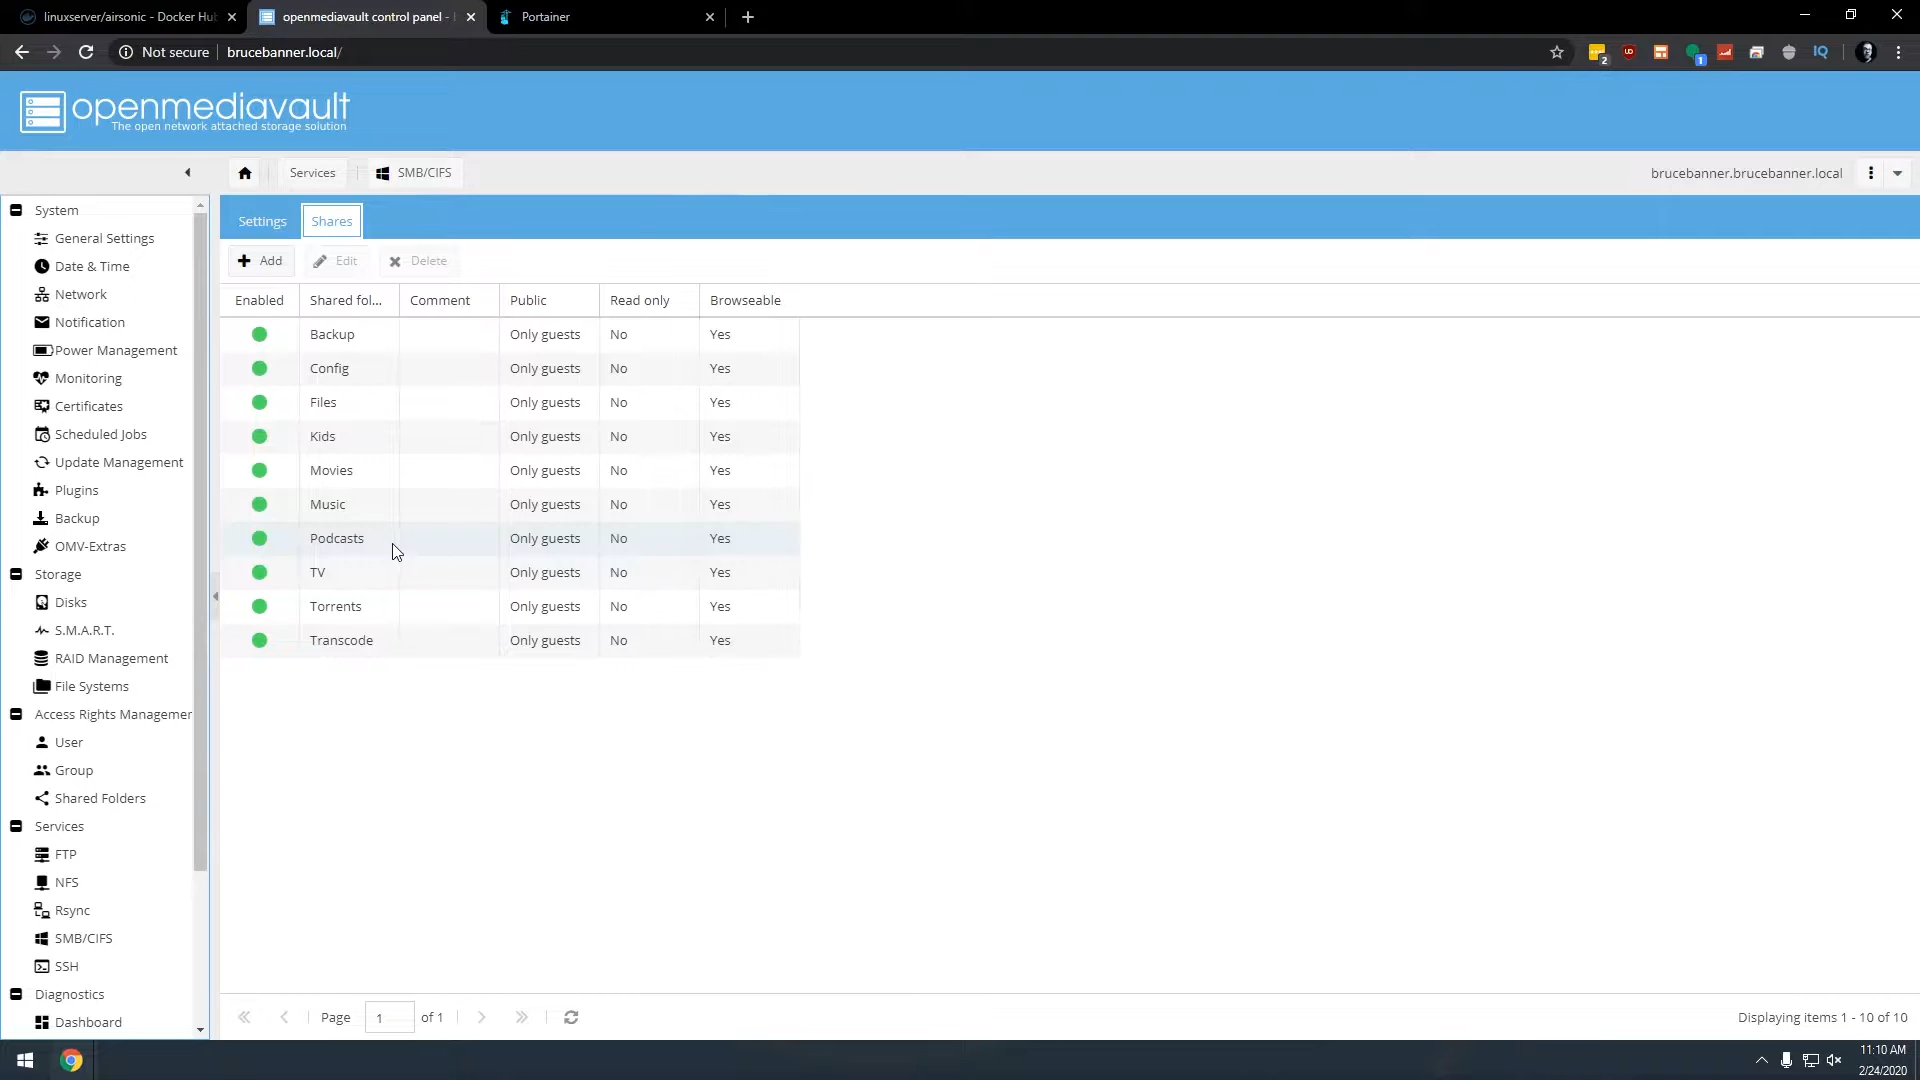 linuxserver/airsonic - Docker Hu
openmediavault control panel -
Portainer
Not secure
brucebanner.local/
2
1
IQ
openmediavault
The open network attached storage solution
Services
SMB/CIFS
brucebanner.brucebanner.local
System
General Settings
Date & Time
Network
Notification
Power Management
Monitoring
Certificates
Scheduled Jobs
Update Management
Plugins
Backup
OMV-Extras
Storage
Disks
S.M.A.R.T.
RAID Management
File Systems
Access Rights Managemen
User
Group
Shared Folders
Services
FTP
NFS
Rsync
SMB/CIFS
SSH
Diagnostics
Dashboard
Settings
Shares
Add
Edit
Delete
Enabled Shared fol... Comment Public Read only Browseable
Backup Only guests No Yes
Config Only guests No Yes
Files Only guests No Yes
Kids Only guests No Yes
Movies Only guests No Yes
Music Only guests No Yes
Podcasts Only guests No Yes
TV Only guests No Yes
Torrents Only guests No Yes
Transcode Only guests No Yes
Page 1 of 1
Displaying items 1 - 10 of 10
11:10 AM
2/24/2020